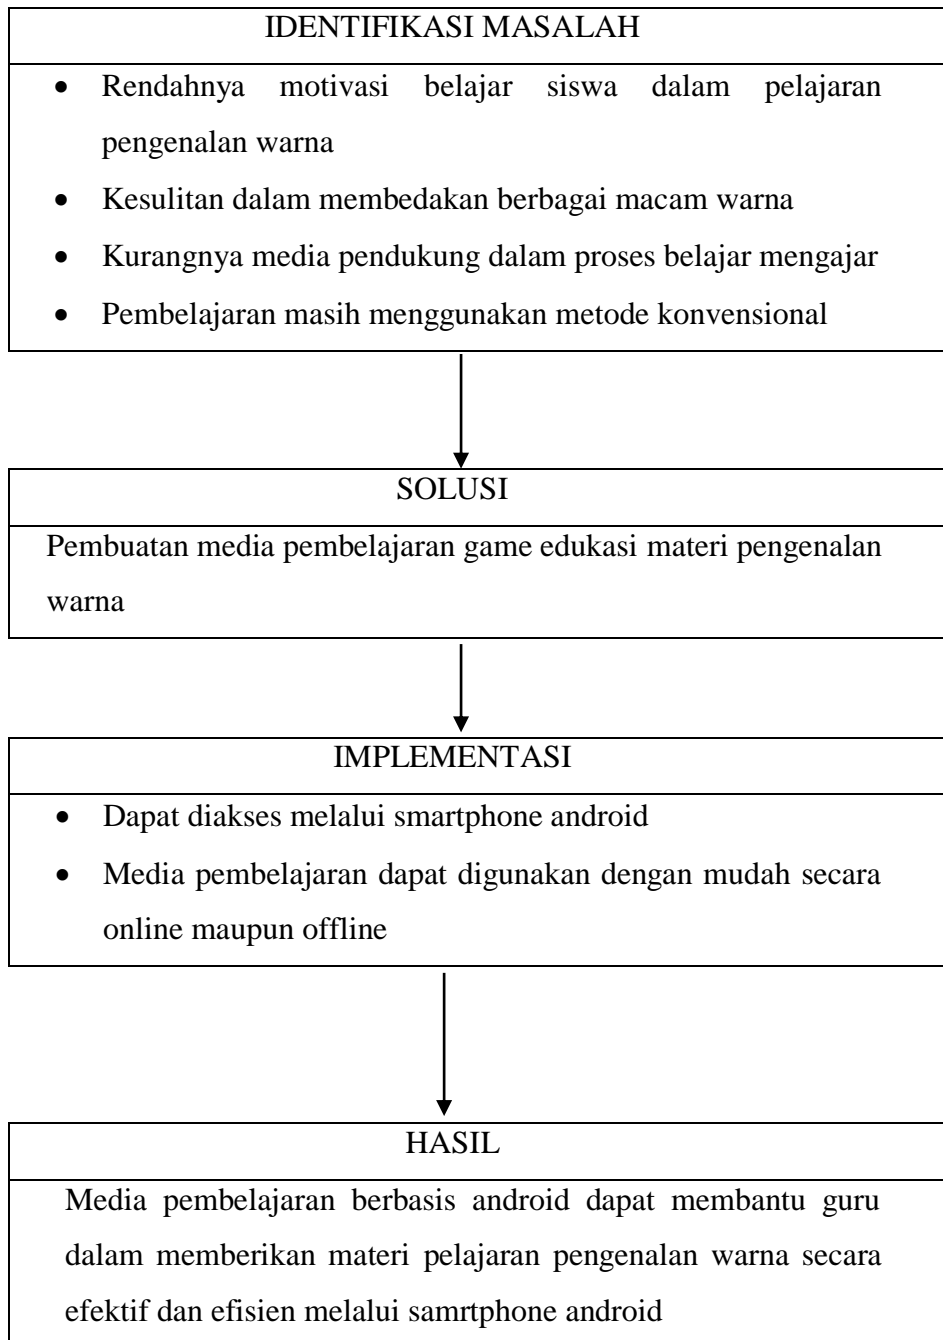 IDENTIFIKASI MASALAH
• Rendahnya motivasi belajar siswa dalam pelajaran
pengenalan warna
• Kesulitan dalam membedakan berbagai macam warna
• Kurangnya media pendukung dalam proses belajar mengajar
• Pembelajaran masih menggunakan metode konvensional
SOLUSI
Pembuatan media pembelajaran game edukasi materi pengenalan
warna
IMPLEMENTASI
• Dapat diakses melalui smartphone android
• Media pembelajaran dapat digunakan dengan mudah secara
online maupun offline
HASIL
Media pembelajaran berbasis android dapat membantu guru
dalam memberikan materi pelajaran pengenalan warna secara
efektif dan efisien melalui samrtphone android